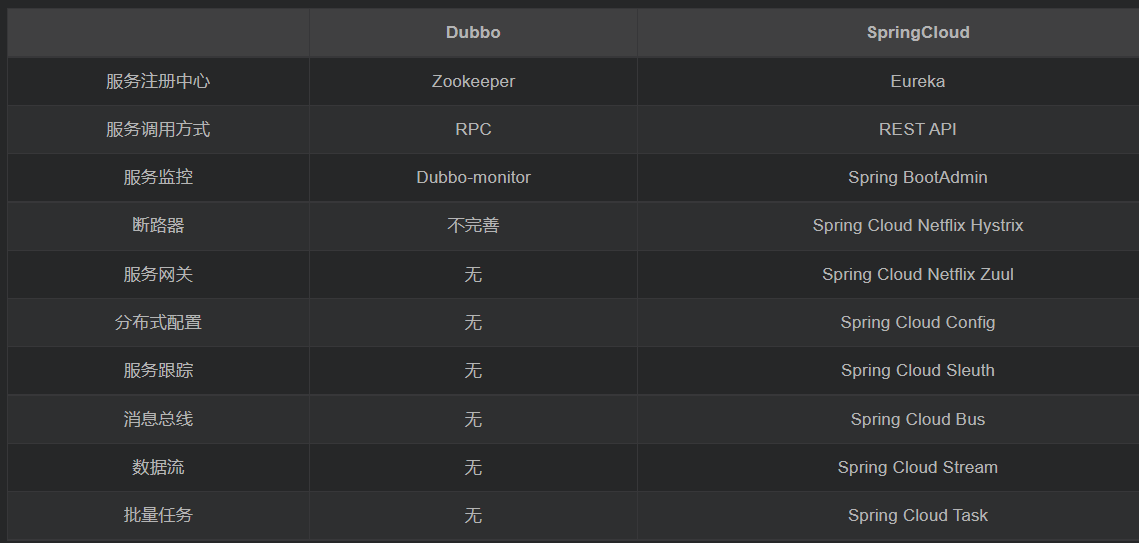 Dubbo SpringCloud
服务注册中心 Zookeeper Eureka
服务调用方式 RPC REST API
服务监控 Dubbo-monitor Spring BootAdmin
断路器 不完善 Spring Cloud Netflix Hystrix
服务网关 无 Spring Cloud Netflix Zuul
分布式配置 无 Spring Cloud Config
服务跟踪 无 Spring Cloud Sleuth
消息总线 无 Spring Cloud Bus
数据流 无 Spring Cloud Stream
批量任务 无 Spring Cloud Task